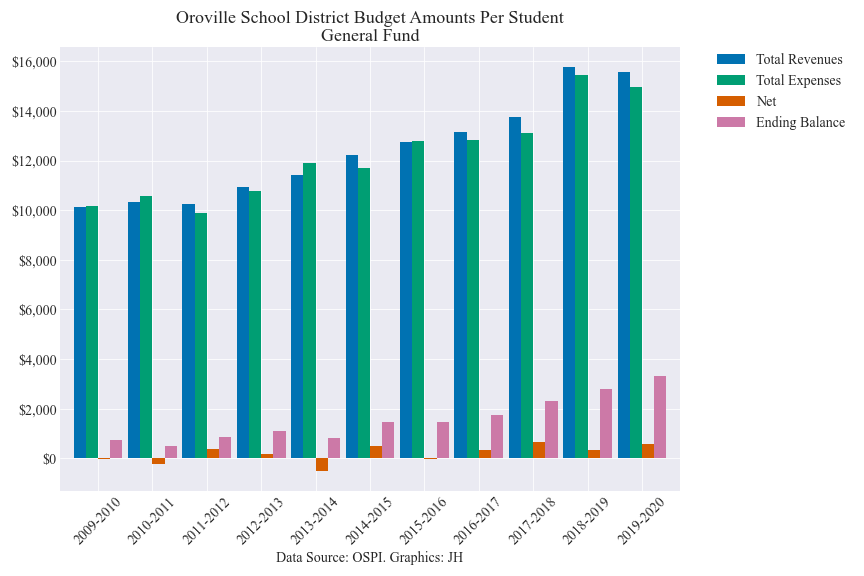 Oroville School District Budget Amounts Per Student
General Fund
$16,000
$14,000
$12,000
$10,000
$8,000
$6,000
$4,000
$2,000
$0
Total Revenues
Total Expenses
Net
Ending Balance
2009-2010
2010-2011
2011-2012
2012-2013
2013-2014
2014-2015
2015-2016
2016-2017
2017-2018
2018-2019
2019-2020
Data Source: OSPI. Graphics: JH